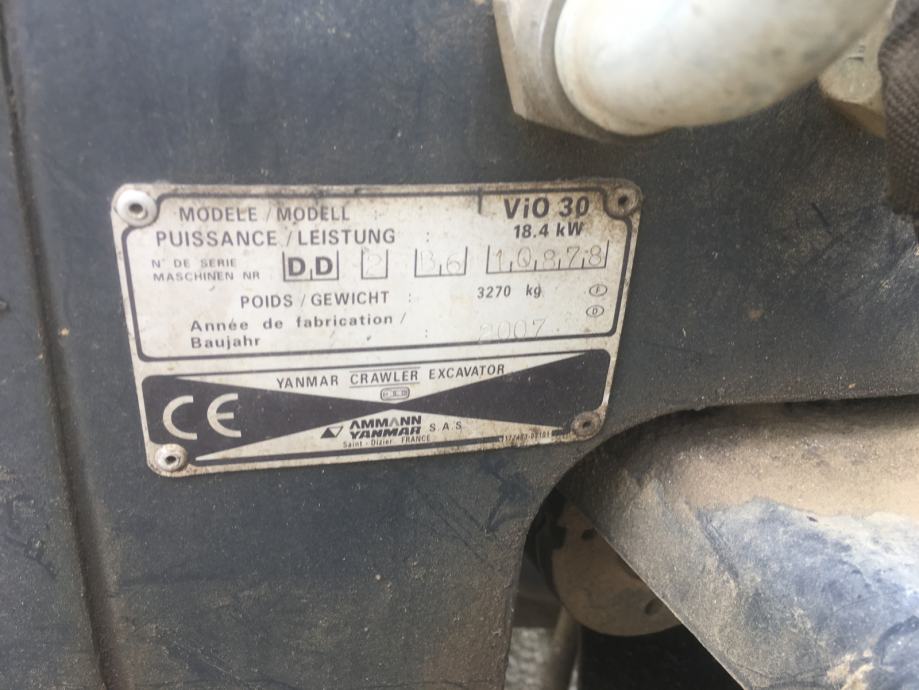 MODELE / MODELL : ViO 30
PUISSANCE / LEISTUNG : 18.4 kW
N° DE SERIE
MASCHINEN NR D D 2 B6 10878
POIDS / GEWICHT : 3270 kg F
D
Année de fabrication /
Baujahr : 2007
YANMAR CRAWLER EXCAVATOR
CE
AMMANN
YANMAR S.A.S
Saint - Dizier, FRANCE